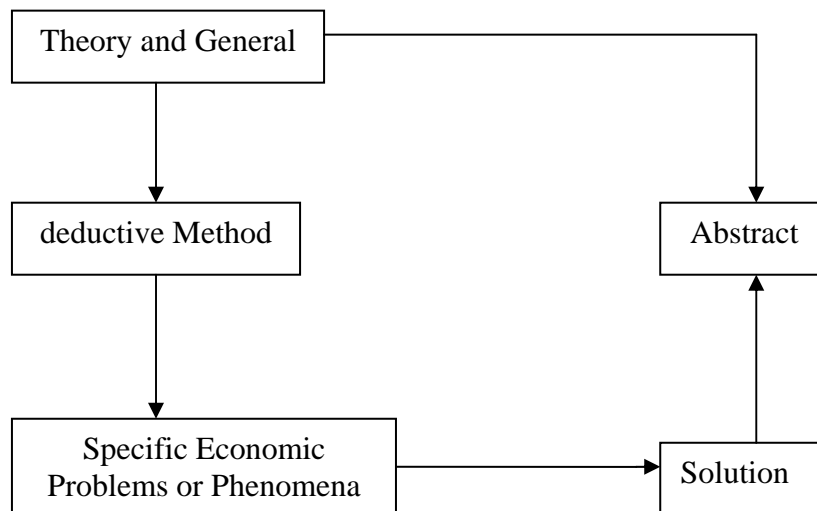 Theory and General
deductive Method
Abstract
Specific Economic
Problems or Phenomena
Solution